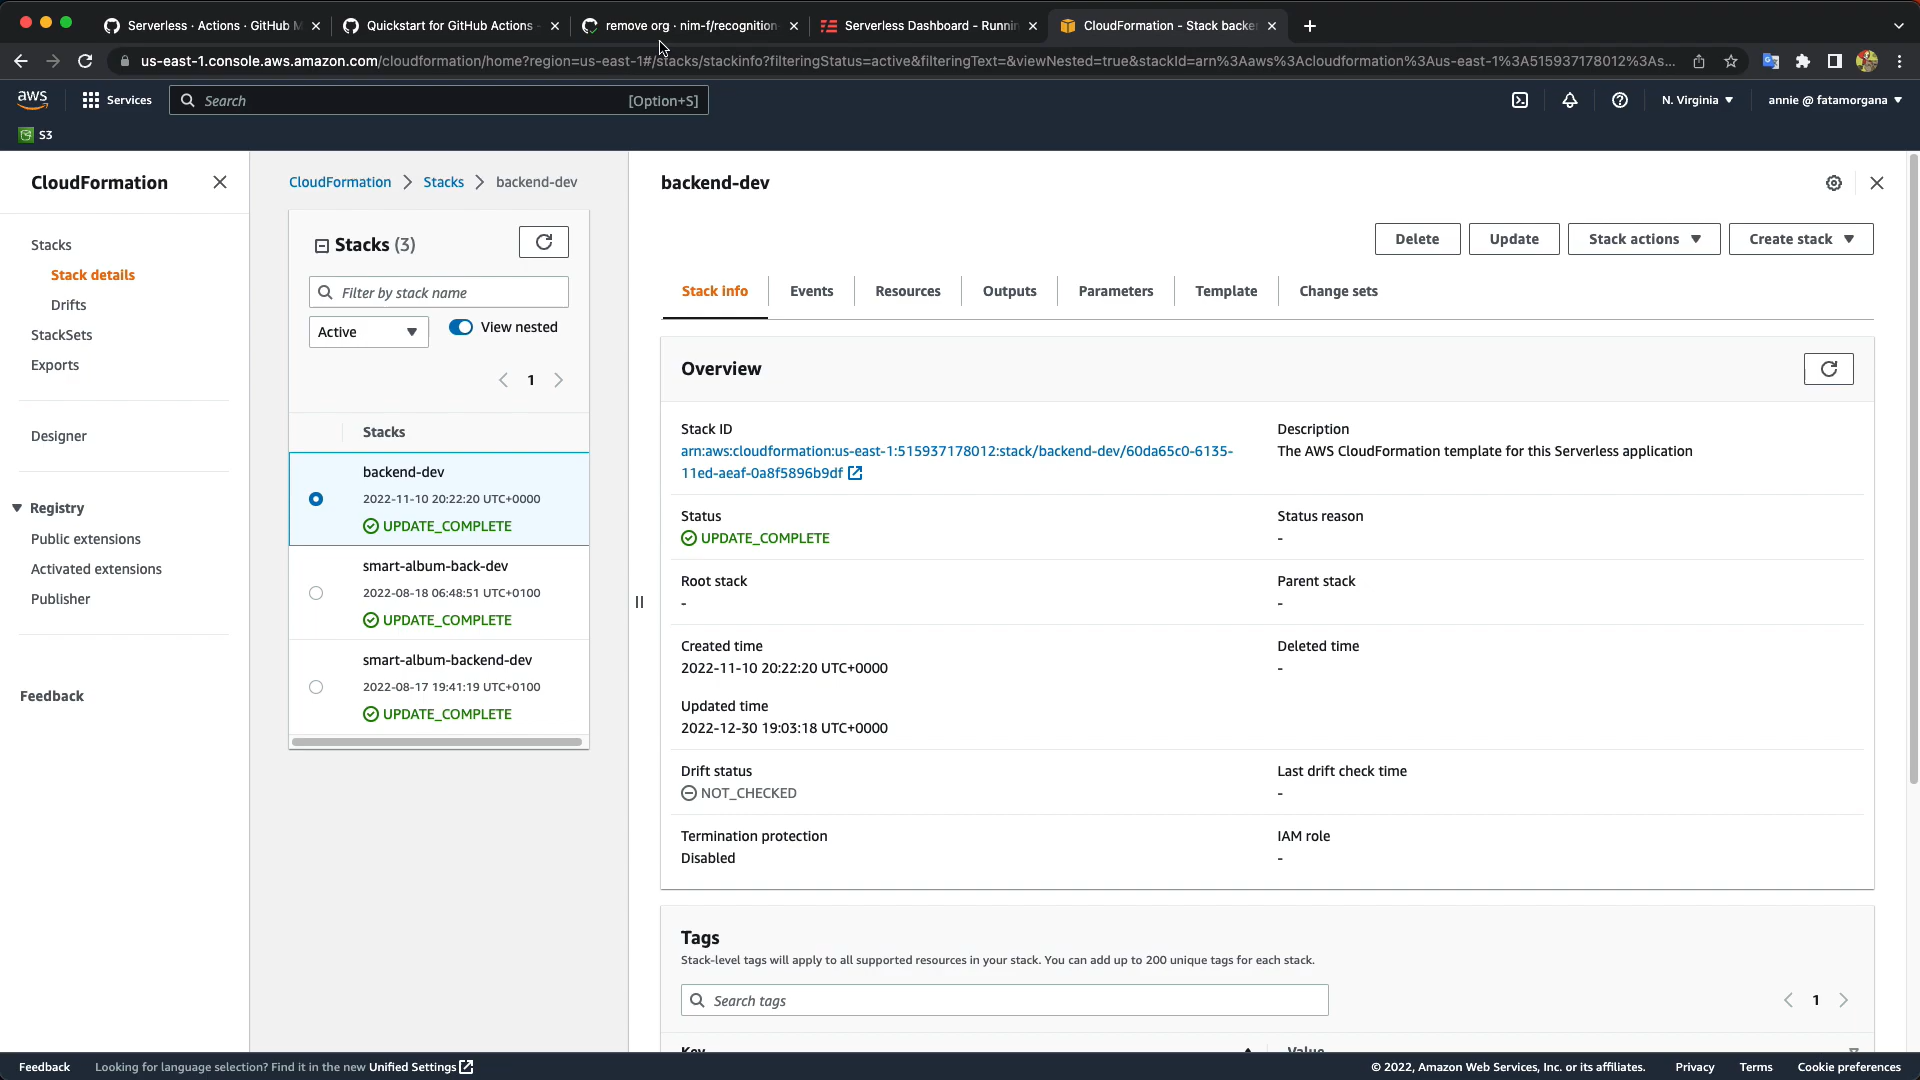 Serverless · Actions · GitHub M
Quickstart for GitHub Actions -
remove org · nim-f/recognition-
Serverless Dashboard - Runnin
CloudFormation - Stack backe
us-east-1.console.aws.amazon.com/cloudformation/home?region=us-east-1#/stacks/stackinfo?filteringStatus=active&filteringText=&viewNested=true&stackId=arn%3Aaws%3Acloudformation%3Aus-east-1%3A515937178012%3As...
aws
Services
Search
[Option+S]
N. Virginia
annie @ fatamorgana
S3
CloudFormation
Stacks
Stack details
Drifts
StackSets
Exports
Designer
Registry
Public extensions
Activated extensions
Publisher
Feedback
CloudFormation
Stacks
backend-dev
Stacks (3)
Filter by stack name
Active
View nested
1
Stacks
backend-dev
2022-11-10 20:22:20 UTC+0000
UPDATE_COMPLETE
smart-album-back-dev
2022-08-18 06:48:51 UTC+0100
UPDATE_COMPLETE
smart-album-backend-dev
2022-08-17 19:41:19 UTC+0100
UPDATE_COMPLETE
backend-dev
Delete
Update
Stack actions
Create stack
Stack info
Events
Resources
Outputs
Parameters
Template
Change sets
Overview
Stack ID
arn:aws:cloudformation:us-east-1:515937178012:stack/backend-dev/60da65c0-6135-
11ed-aeaf-0a8f5896b9df
Description
The AWS CloudFormation template for this Serverless application
Status
UPDATE_COMPLETE
Status reason
-
Root stack
-
Parent stack
-
Created time
2022-11-10 20:22:20 UTC+0000
Deleted time
-
Updated time
2022-12-30 19:03:18 UTC+0000
Drift status
NOT_CHECKED
Last drift check time
-
Termination protection
Disabled
IAM role
-
Tags
Stack-level tags will apply to all supported resources in your stack. You can add up to 200 unique tags for each stack.
Search tags
1
Key
Value
Feedback
Looking for language selection? Find it in the new Unified Settings
© 2022, Amazon Web Services, Inc. or its affiliates.
Privacy
Terms
Cookie preferences